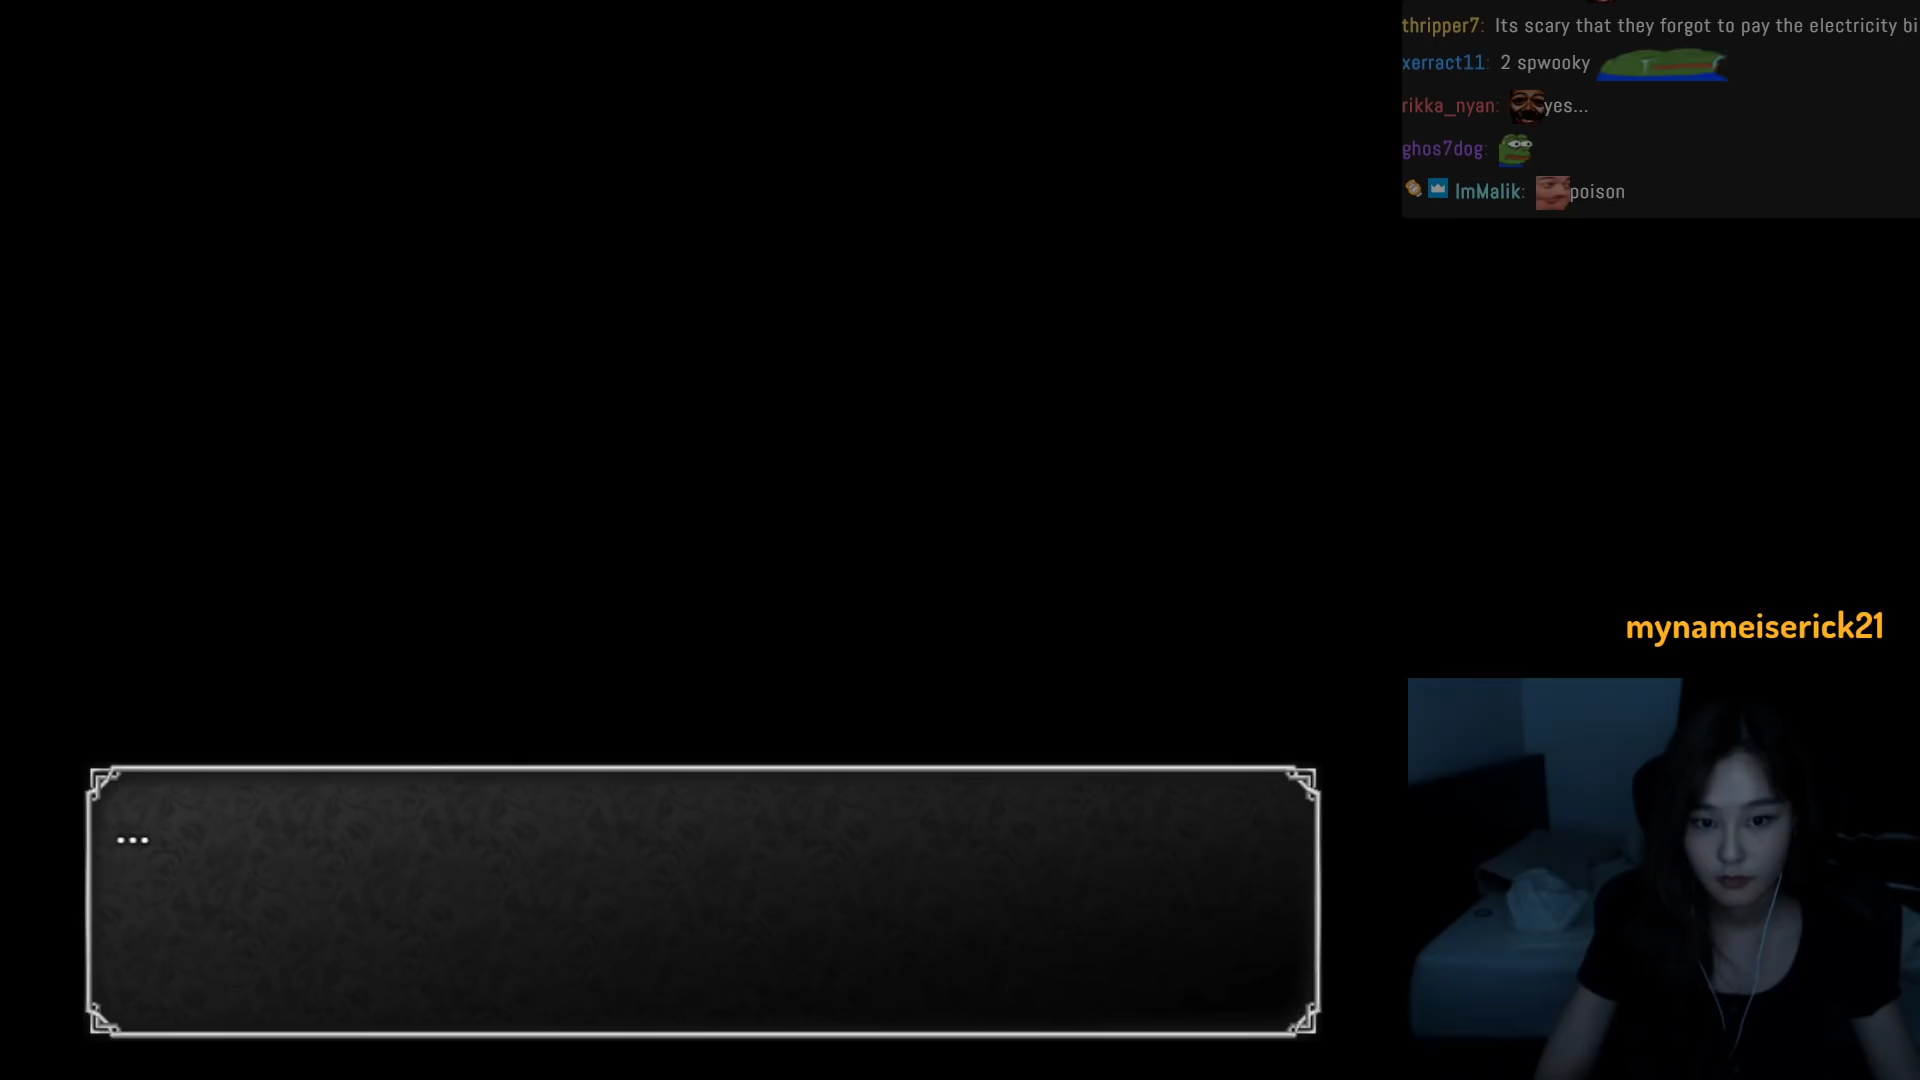 thripper7: Its scary that they forgot to pay the electricity bi
xerract11: 2 spwooky
rikka_nyan: yes...
ghos7dog:
ImMalik: poison
mynameiserick21
...